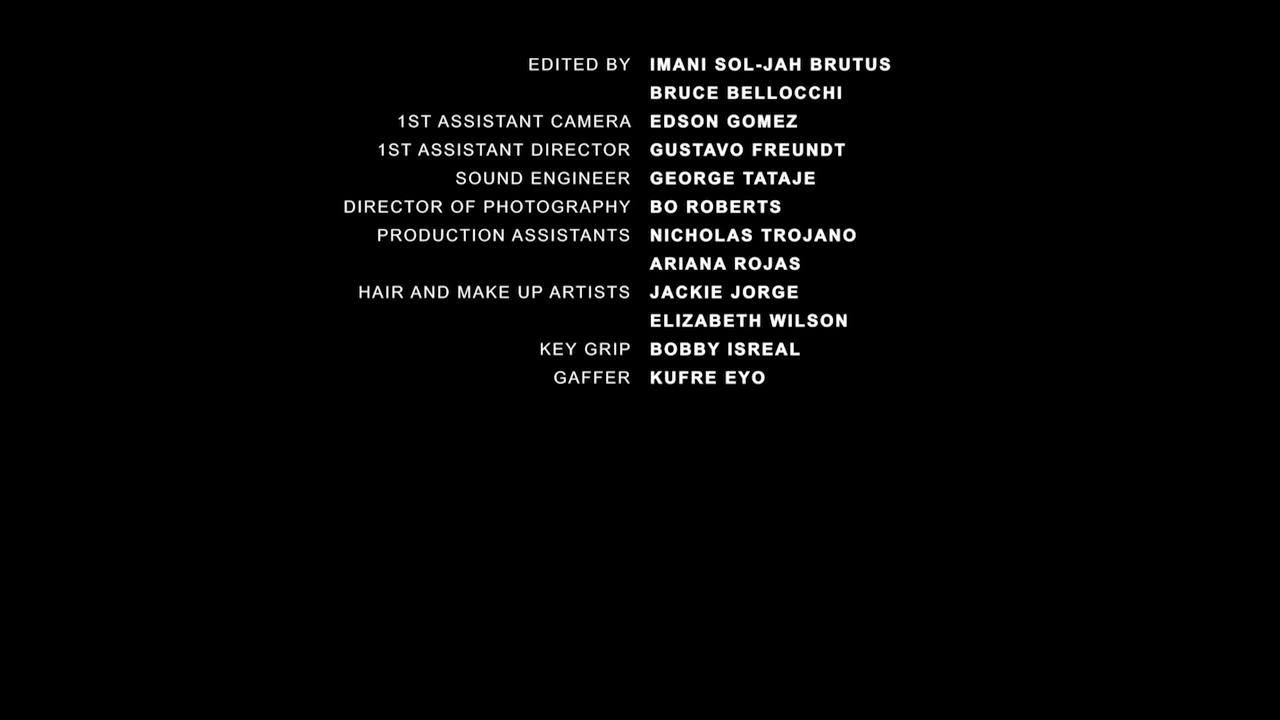 EDITED BY IMANI SOL-JAH BRUTUS
BRUCE BELLOCCHI
1ST ASSISTANT CAMERA EDSON GOMEZ
1ST ASSISTANT DIRECTOR GUSTAVO FREUNDT
SOUND ENGINEER GEORGE TATAJE
DIRECTOR OF PHOTOGRAPHY BO ROBERTS
PRODUCTION ASSISTANTS NICHOLAS TROJANO
ARIANA ROJAS
HAIR AND MAKE UP ARTISTS JACKIE JORGE
ELIZABETH WILSON
KEY GRIP BOBBY ISREAL
GAFFER KUFRE EYO